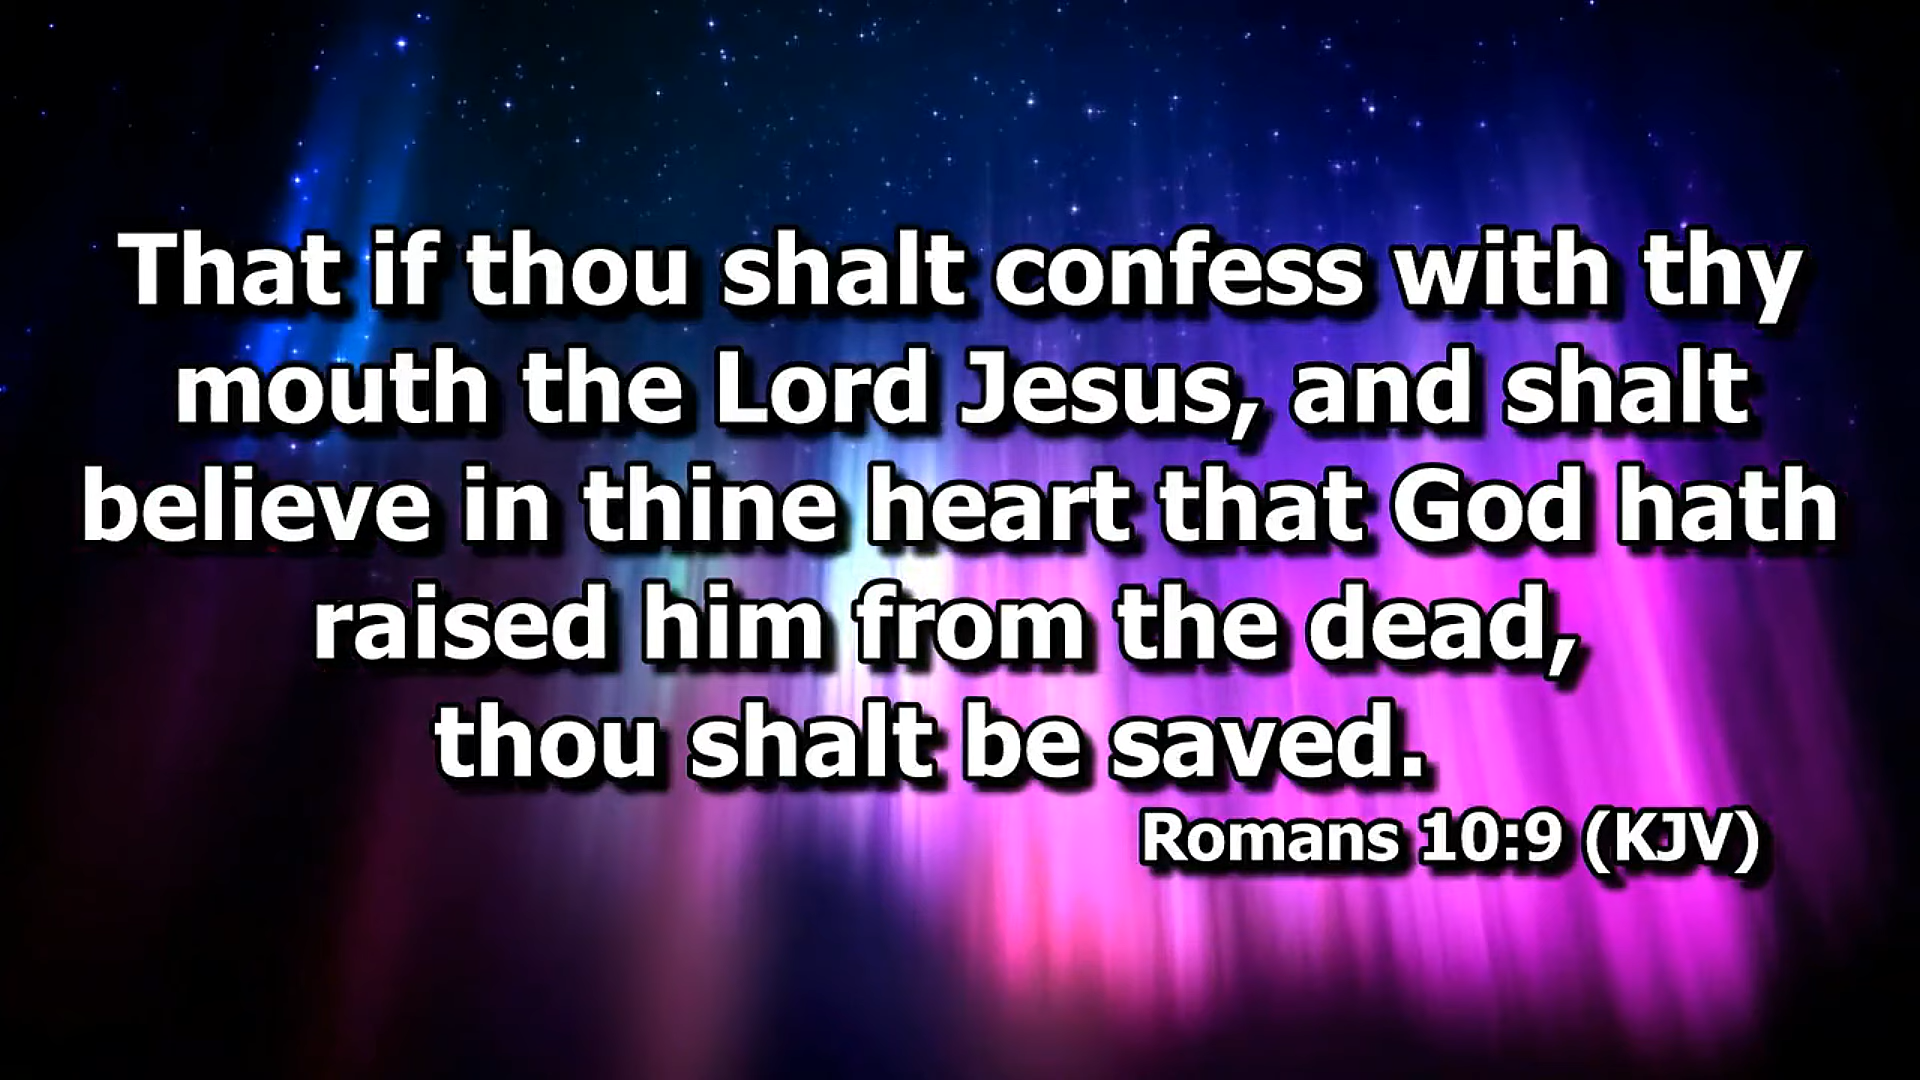 That if thou shalt confess with thy
mouth the Lord Jesus, and shalt
believe in thine heart that God hath
raised him from the dead,
thou shalt be saved.
Romans 10:9 (KJV)